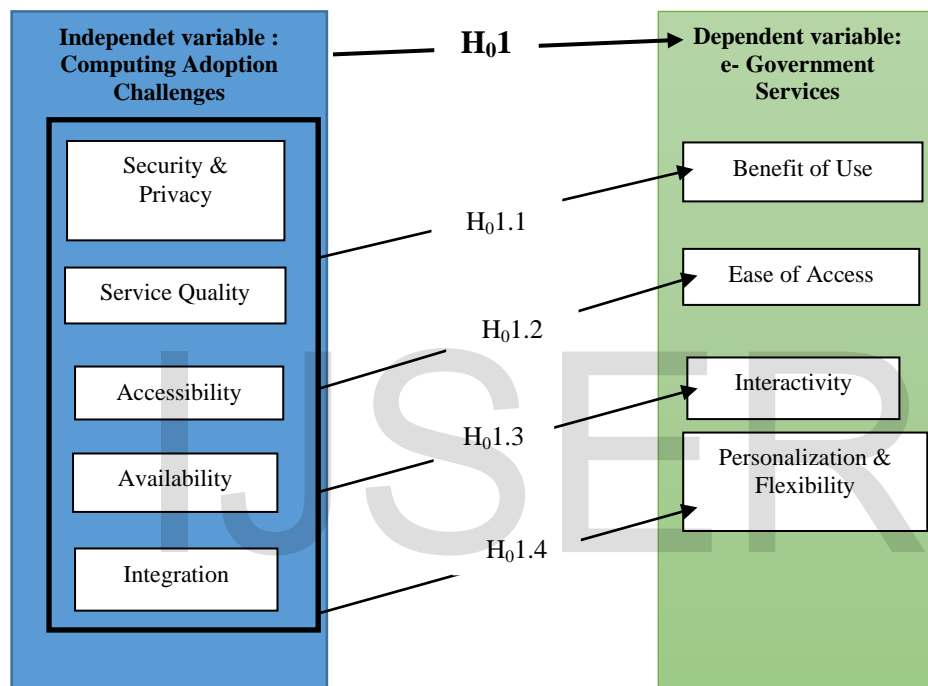 Independet variable :
Computing Adoption
Challenges
H₀1
Dependent variable:
e- Government
Services
Security &
Privacy
Benefit of Use
H₀1.1
Service Quality
Ease of Access
H₀1.2
Accessibility
Interactivity
H₀1.3
Availability
Personalization &
Flexibility
H₀1.4
Integration
IJSER